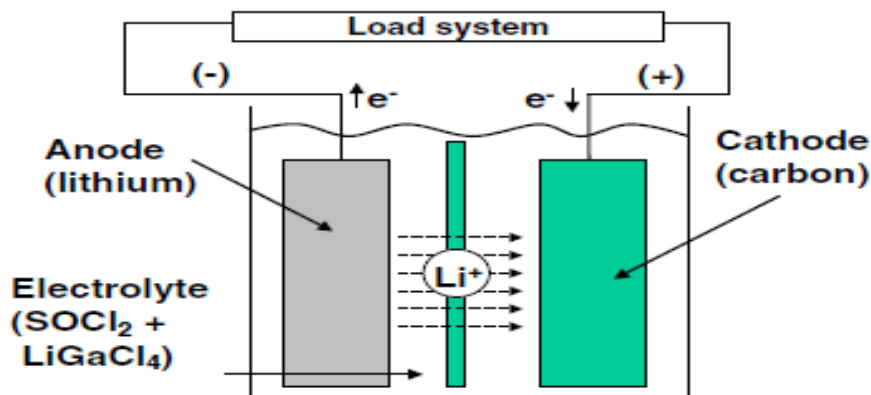 Load system
(-)
(+)
e⁻
e⁻
Anode
(lithium)
Cathode
(carbon)
Li⁺
Electrolyte
(SOCl₂ +
LiGaCl₄)